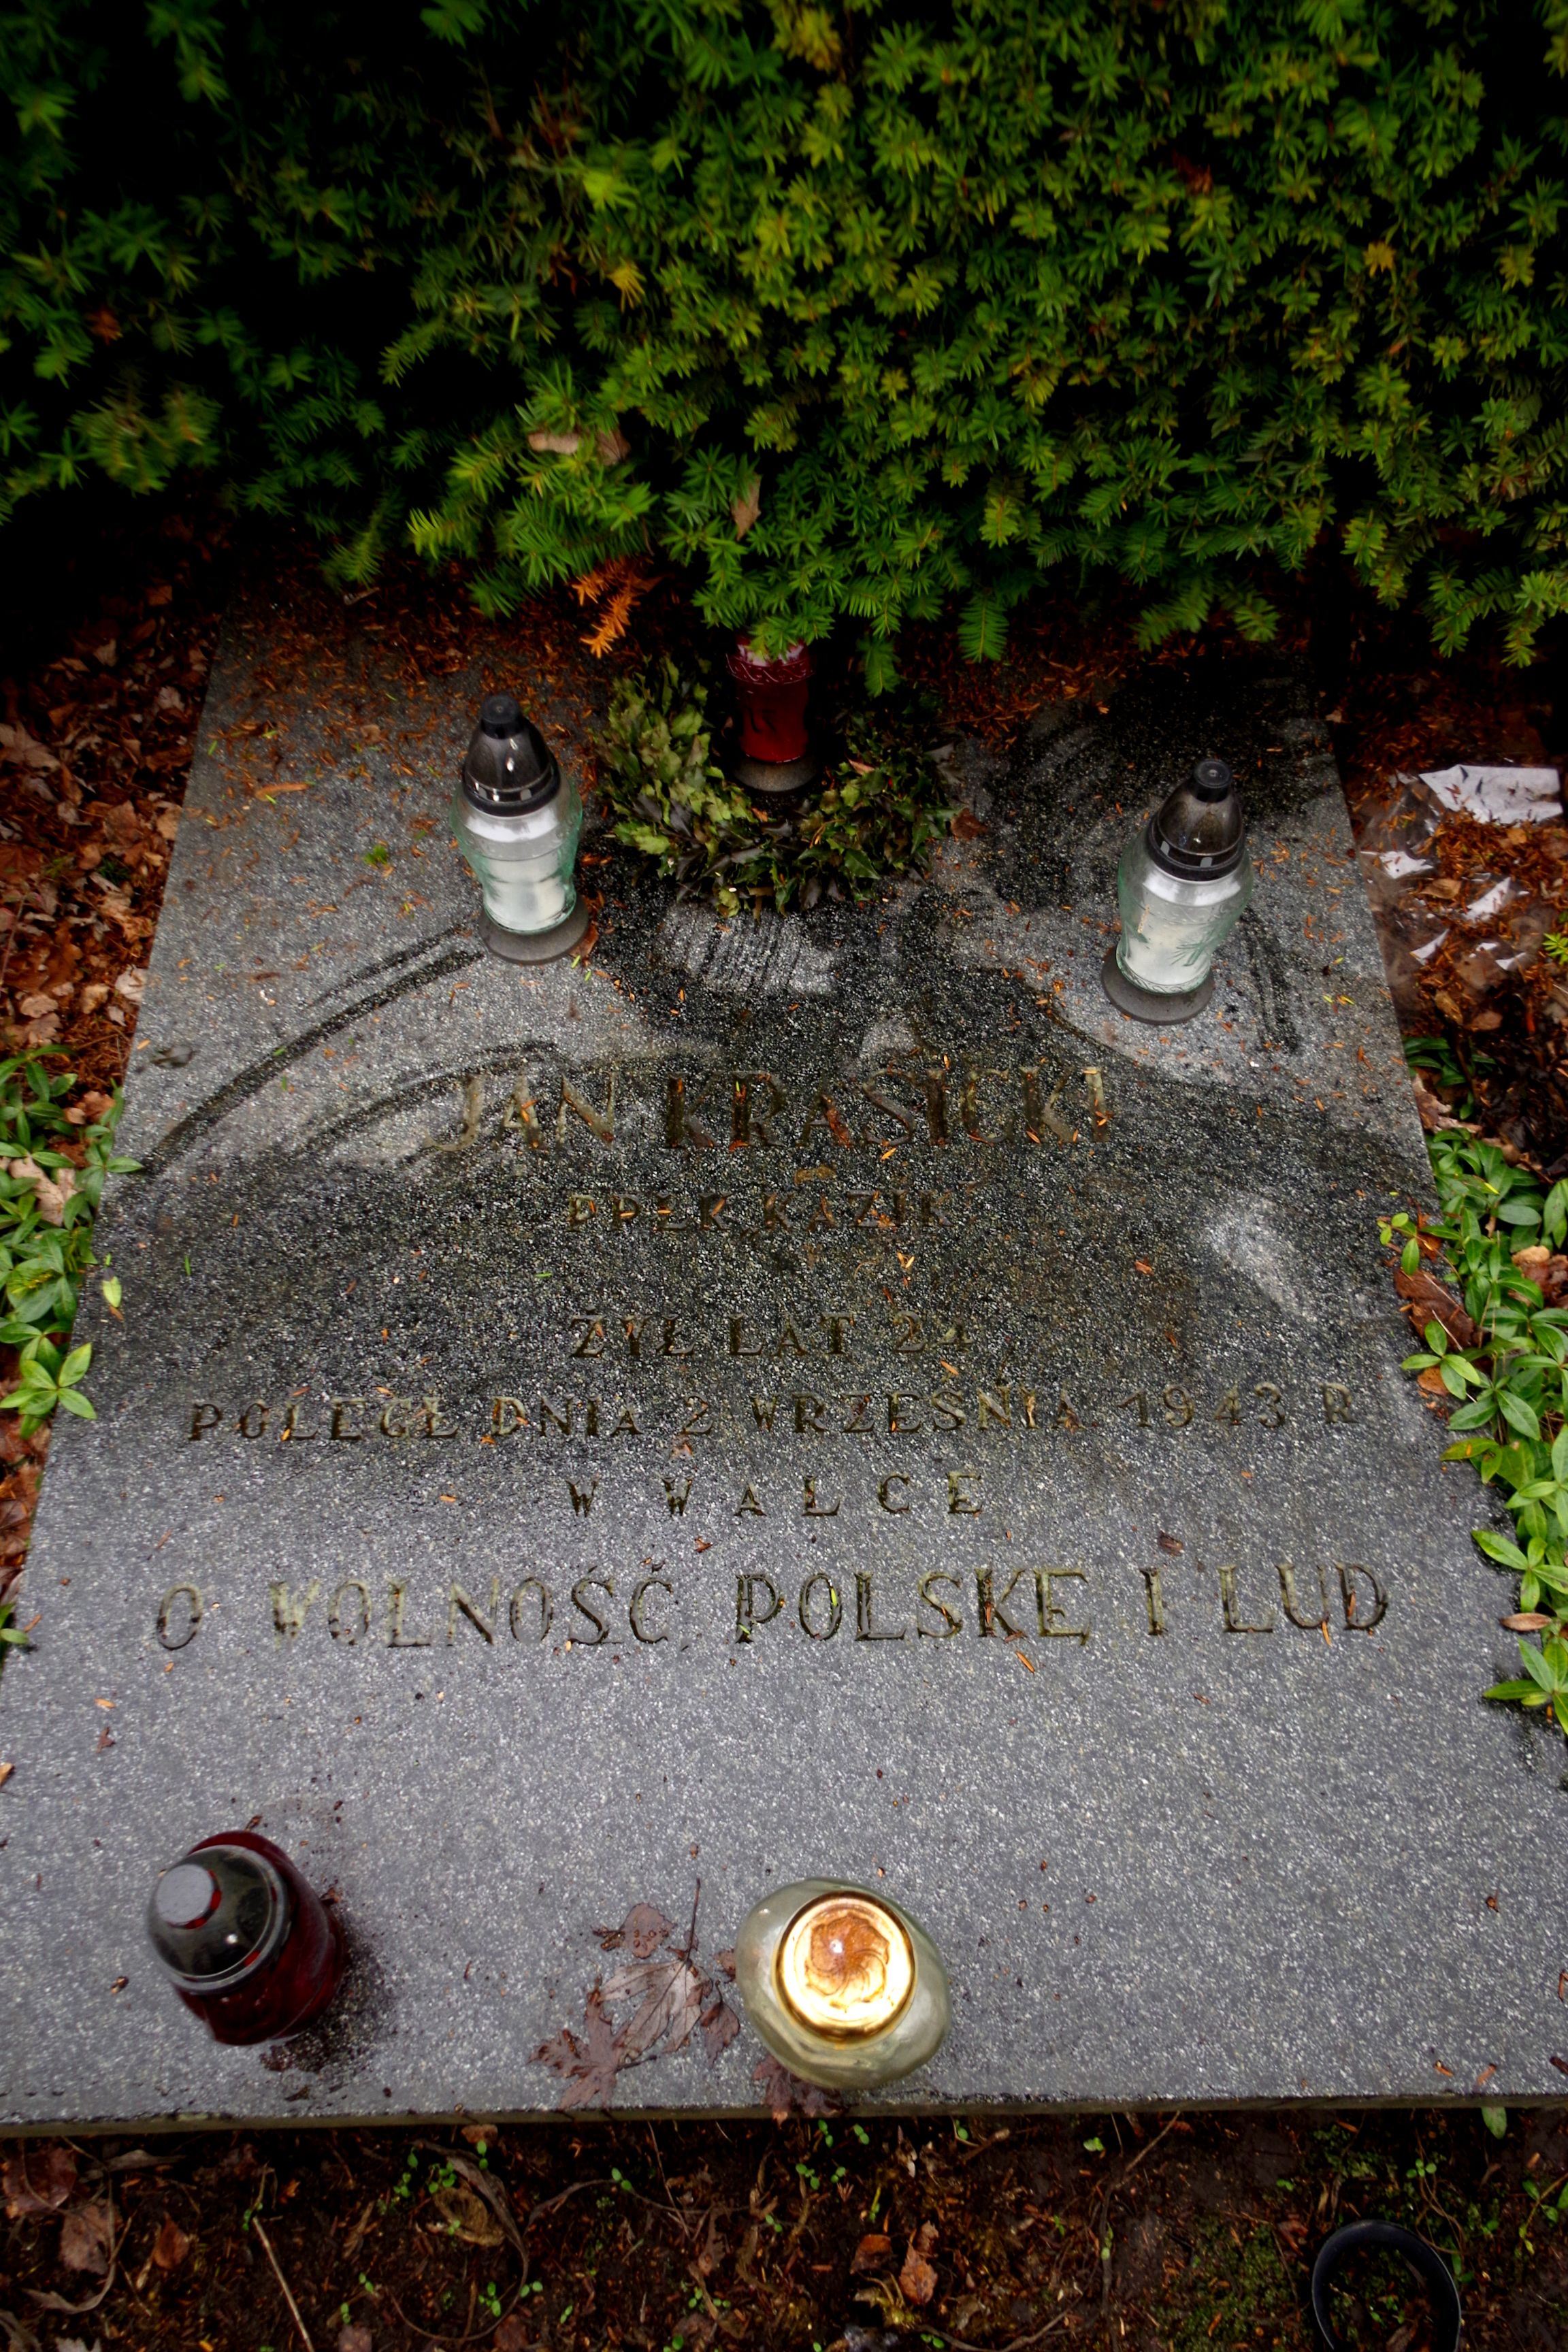 JAN KRASICKI
PPŁK KAZIK
ŻYŁ LAT 24
POLEGŁ DNIA 2 WRZEŚNIA 1943 R
W WALCE
O WOLNOŚĆ POLSKĘ I LUD